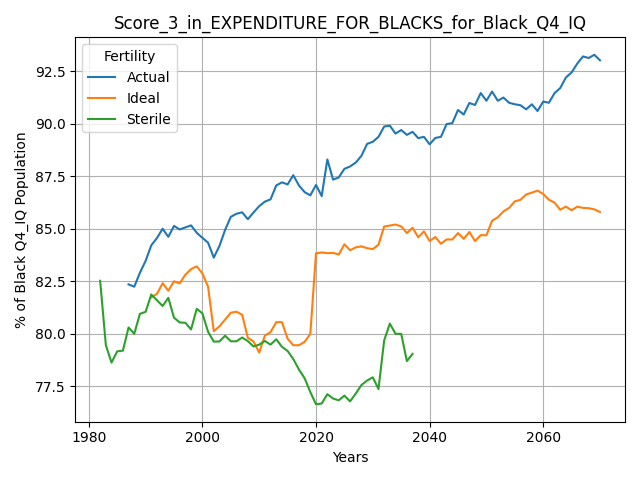 Score_3_in_EXPENDITURE_FOR_BLACKS_for_Black_Q4_IQ
Fertility
Actual
Ideal
Sterile
% of Black Q4_IQ Population
92.5
90.0
87.5
85.0
82.5
80.0
77.5
1980
2000
2020
2040
2060
Years